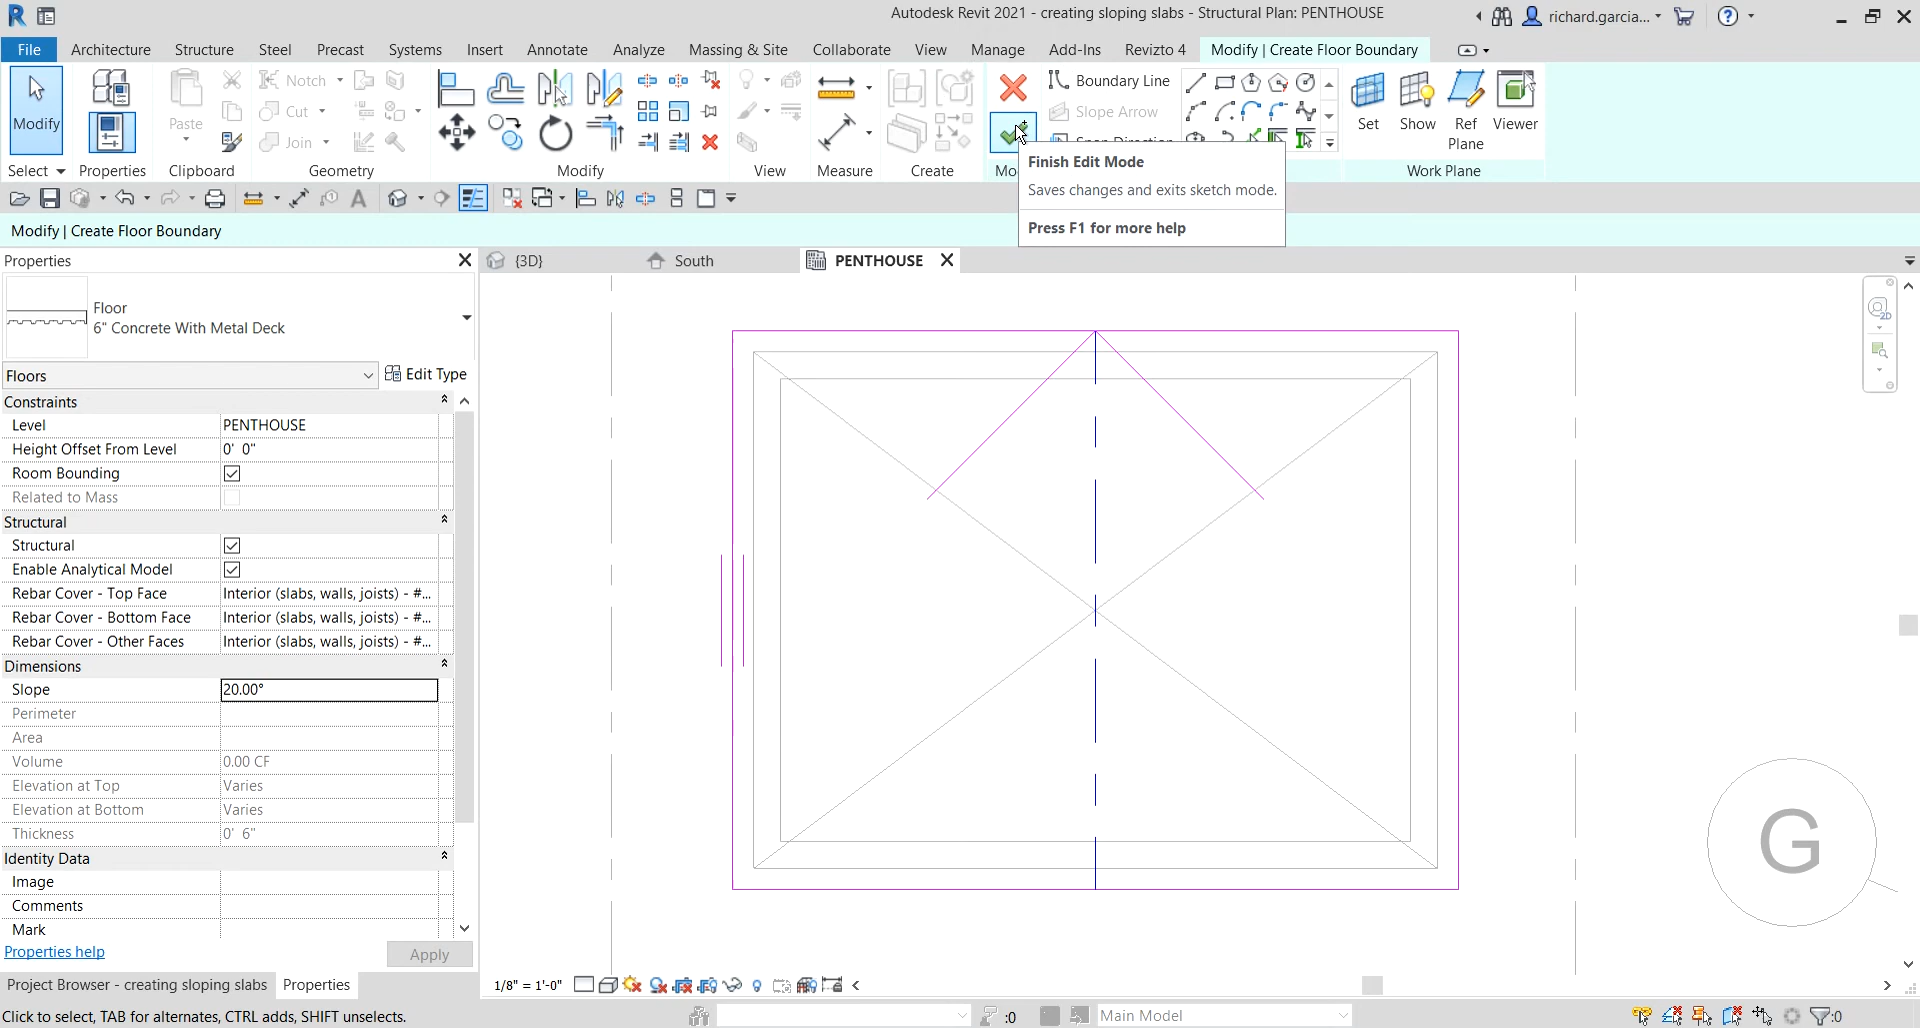 Autodesk Revit 2021 - creating sloping slabs - Structural Plan: PENTHOUSE
richard.garcia...
File Architecture Structure Steel Precast Systems Insert Annotate Analyze Massing & Site Collaborate View Manage Add-Ins Revizto 4 Modify | Create Floor Boundary
Modify
Paste
Notch
Cut
Join
Boundary Line
Slope Arrow
Set
Show
Ref
Plane
Viewer
Select Properties Clipboard Geometry Modify View Measure Create Work Plane
Finish Edit Mode
Saves changes and exits sketch mode.
Press F1 for more help
Modify | Create Floor Boundary
Properties
{3D}
South
PENTHOUSE
Floor
6" Concrete With Metal Deck
Floors
Edit Type
Constraints
Level PENTHOUSE
Height Offset From Level 0' 0"
Room Bounding
Related to Mass
Structural
Structural
Enable Analytical Model
Rebar Cover - Top Face Interior (slabs, walls, joists) - #...
Rebar Cover - Bottom Face Interior (slabs, walls, joists) - #...
Rebar Cover - Other Faces Interior (slabs, walls, joists) - #...
Dimensions
Slope 20.00°
Perimeter
Area
Volume 0.00 CF
Elevation at Top Varies
Elevation at Bottom Varies
Thickness 0' 6"
Identity Data
Image
Comments
Mark
Properties help
Apply
G
2D
Project Browser - creating sloping slabs Properties
1/8" = 1'-0"
Click to select, TAB for alternates, CTRL adds, SHIFT unselects.
:0
Main Model
:0